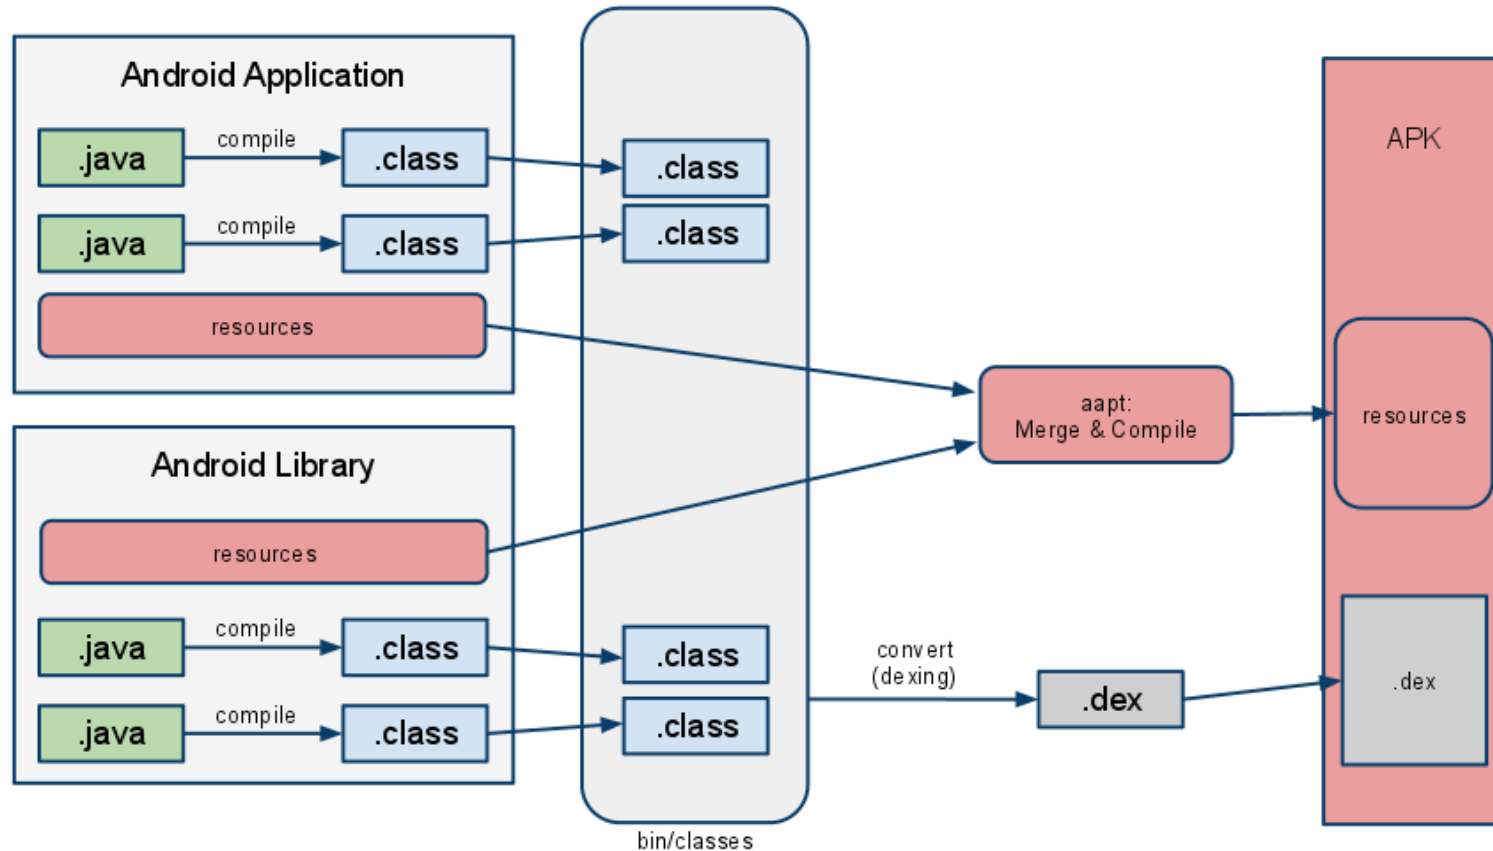 Android Application
.java
compile
.class
.java
compile
.class
resources
Android Library
resources
.java
compile
.class
.java
compile
.class
.class
.class
.class
.class
bin/classes
aapt:
Merge & Compile
convert
(dexing)
.dex
APK
resources
.dex